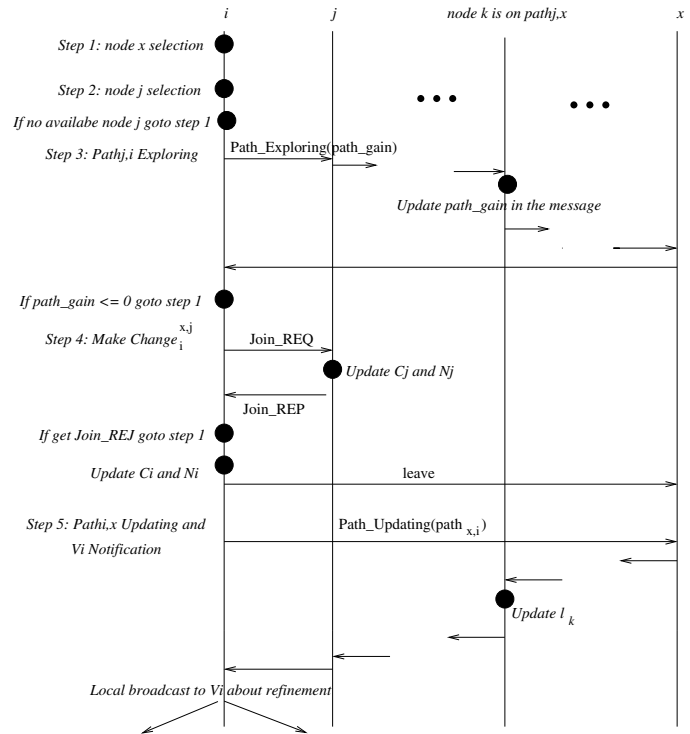 i j node k is on pathj,x x
Step 1: node x selection
Step 2: node j selection
If no availabe node j goto step 1
Step 3: Pathj,i Exploring
Path_Exploring(path_gain)
Update path_gain in the message
If path_gain <= 0 goto step 1
Step 4: Make Change i x,j
Join_REQ
Update Cj and Nj
Join_REP
If get Join_REJ goto step 1
Update Ci and Ni
leave
Step 5: Pathi,x Updating and
Vi Notification
Path_Updating(path x,i)
Update l k
Local broadcast to Vi about refinement